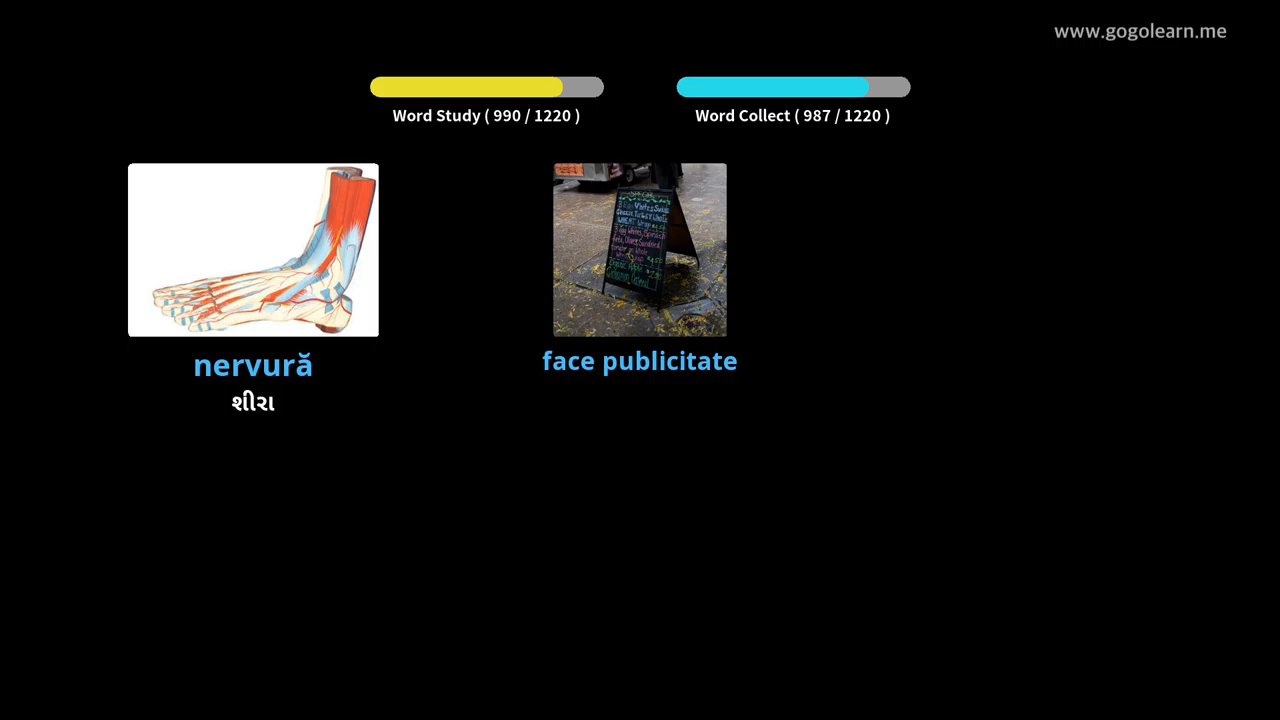 www.gogolearn.me
Word Study ( 990 / 1220 )
Word Collect ( 987 / 1220 )
nervură
શીરા
face publicitate